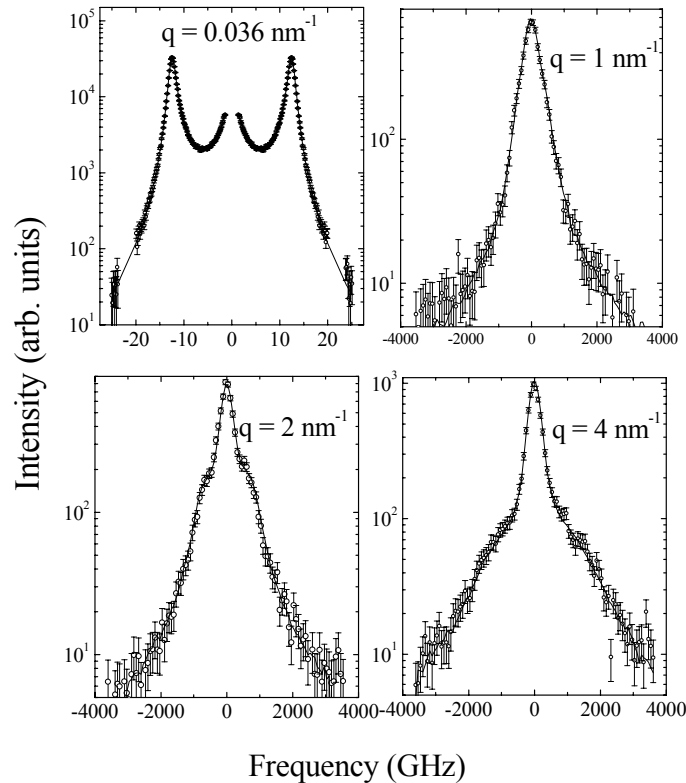 10^5
q = 0.036 nm^-1
10^4
10^3
10^2
10^1
-20 -10 0 10 20
q = 1 nm^-1
10^2
10^1
-4000 -2000 0 2000 4000
Intensity (arb. units)
q = 2 nm^-1
10^2
10^1
-4000 -2000 0 2000 4000
10^3
q = 4 nm^-1
10^2
10^1
-4000 -2000 0 2000 4000
Frequency (GHz)